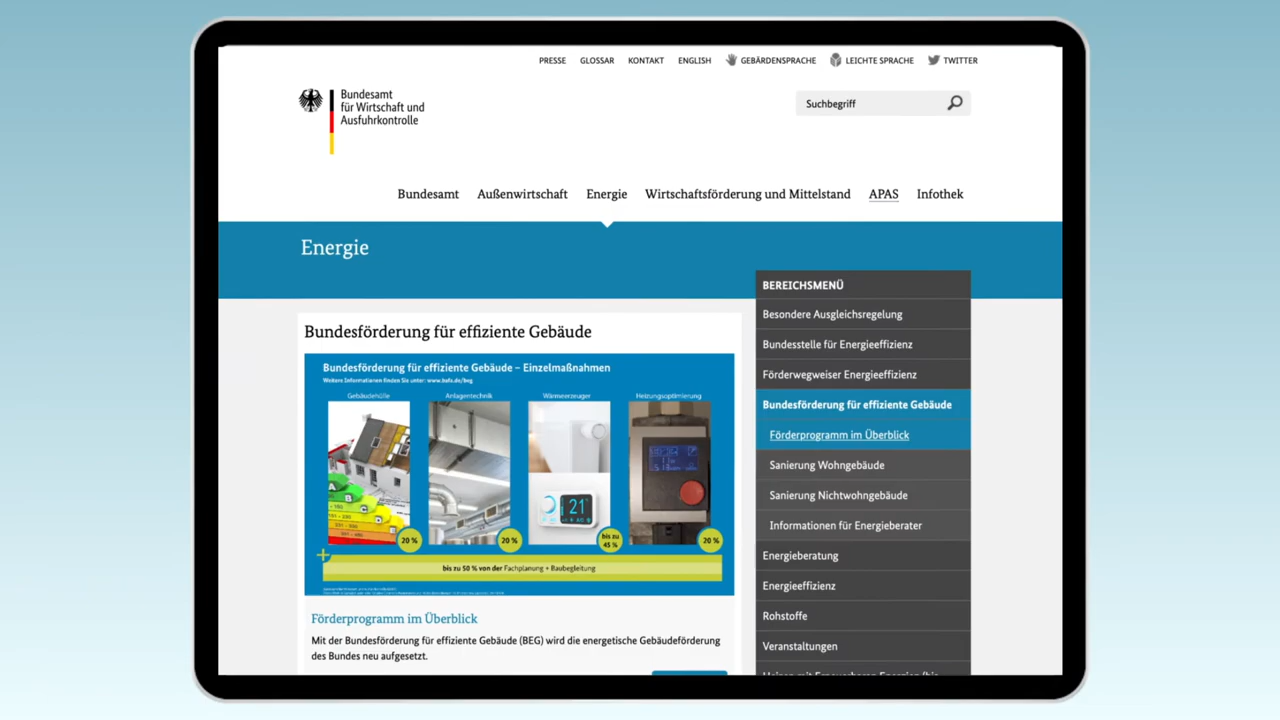 PRESSE GLOSSAR KONTAKT ENGLISH GEBÄRDENSPRACHE LEICHTE SPRACHE TWITTER
Bundesamt
für Wirtschaft und
Ausfuhrkontrolle
Suchbegriff
Bundesamt Außenwirtschaft Energie Wirtschaftsförderung und Mittelstand APAS Infothek
Energie
Bundesförderung für effiziente Gebäude
Bundesförderung für effiziente Gebäude – Einzelmaßnahmen
Weitere Informationen finden Sie unter: www.bafa.de/beg
Gebäudehülle Anlagentechnik Wärmeerzeuger Heizungsoptimierung
A
B
C
21°
20 % 20 % bis zu 45 % 20 %
bis zu 50 % von der Fachplanung + Baubegleitung
Förderprogramm im Überblick
Mit der Bundesförderung für effiziente Gebäude (BEG) wird die energetische Gebäudeförderung
des Bundes neu aufgesetzt.
BEREICHSMENÜ
Besondere Ausgleichsregelung
Bundesstelle für Energieeffizienz
Förderwegweiser Energieeffizienz
Bundesförderung für effiziente Gebäude
Förderprogramm im Überblick
Sanierung Wohngebäude
Sanierung Nichtwohngebäude
Informationen für Energieberater
Energieberatung
Energieeffizienz
Rohstoffe
Veranstaltungen
Heizen mit Erneuerbaren Energien (bis